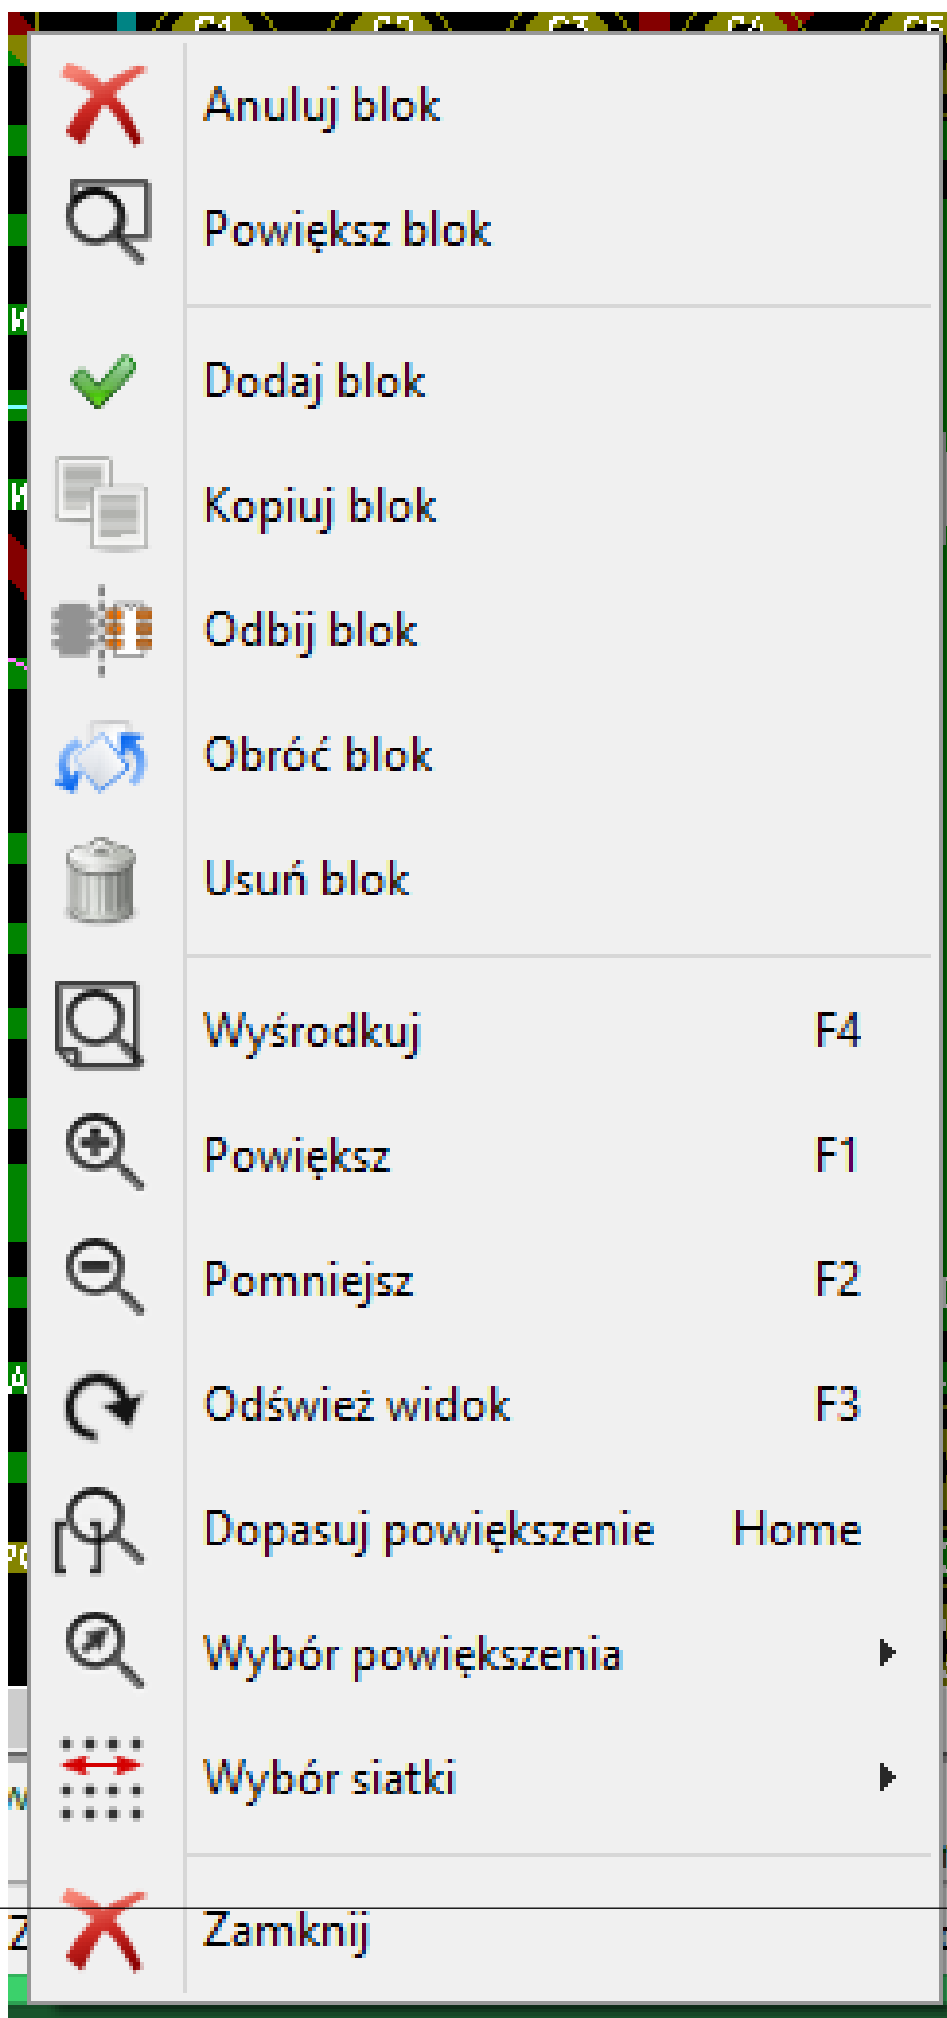 Anuluj blok
Powiększ blok
Dodaj blok
Kopiuj blok
Odbij blok
Obróć blok
Usuń blok
Wyśrodkuj F4
Powiększ F1
Pomniejsz F2
Odśwież widok F3
Dopasuj powiększenie Home
Wybór powiększenia
Wybór siatki
Zamknij